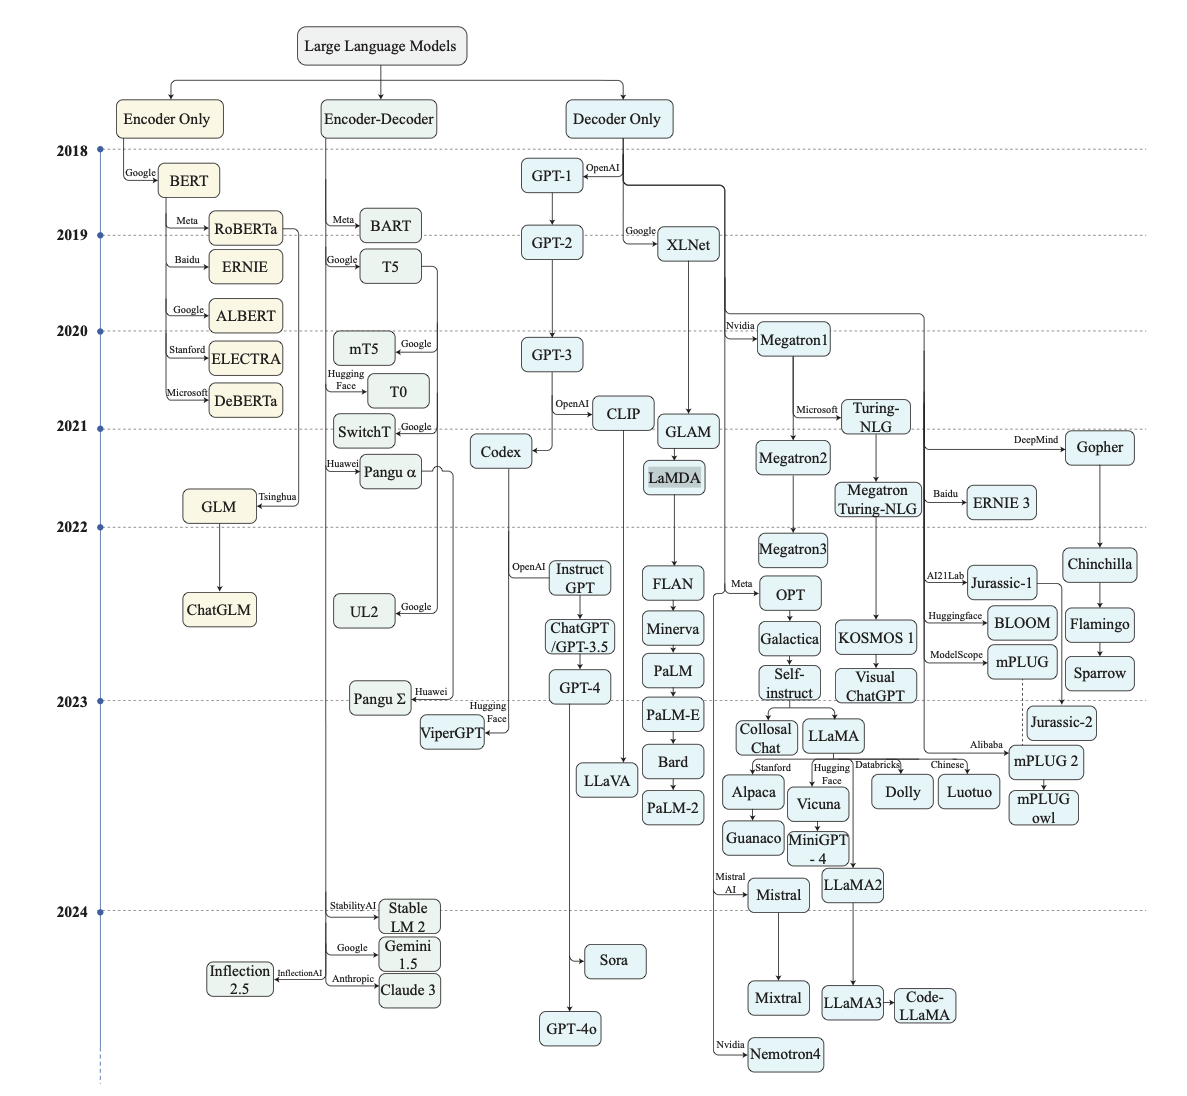 Large Language Models
Encoder Only
Encoder-Decoder
Decoder Only
2018
Google
BERT
GPT-1
OpenAI
Meta
RoBERTa
Meta
BART
2019
GPT-2
Google
XLNet
Baidu
ERNIE
Google
T5
Google
ALBERT
2020
Nvidia
Megatron1
Stanford
ELECTRA
mT5
Google
GPT-3
Microsoft
DeBERTa
Hugging
Face
T0
OpenAI
CLIP
Microsoft
Turing-
NLG
2021
SwitchT
Google
GLAM
DeepMind
Gopher
Codex
Megatron2
Huawei
Pangu α
LaMDA
GLM
Tsinghua
Megatron
Turing-NLG
Baidu
ERNIE 3
2022
Megatron3
Chinchilla
OpenAI
Instruct
GPT
FLAN
Meta
OPT
AI21Lab
Jurassic-1
ChatGLM
UL2
Google
ChatGPT
/GPT-3.5
Minerva
Galactica
KOSMOS 1
Huggingface
BLOOM
Flamingo
GPT-4
PaLM
Self-
instruct
Visual
ChatGPT
ModelScope
mPLUG
Sparrow
2023
Pangu Σ
Huawei
Hugging
Face
ViperGPT
PaLM-E
Collosal
Chat
LLaMA
Jurassic-2
Bard
Alibaba
mPLUG 2
LLaVA
Stanford
Hugging
Face
Databricks
Chinese
Alpaca
Vicuna
Dolly
Luotuo
PaLM-2
mPLUG
owl
Guanaco
MiniGPT
- 4
Mistral
AI
Mistral
LLaMA2
2024
StabilityAI
Stable
LM 2
Google
Gemini
1.5
Sora
Inflection
2.5
InflectionAI
Anthropic
Claude 3
Mixtral
LLaMA3
Code-
LLaMA
GPT-4o
Nvidia
Nemotron4